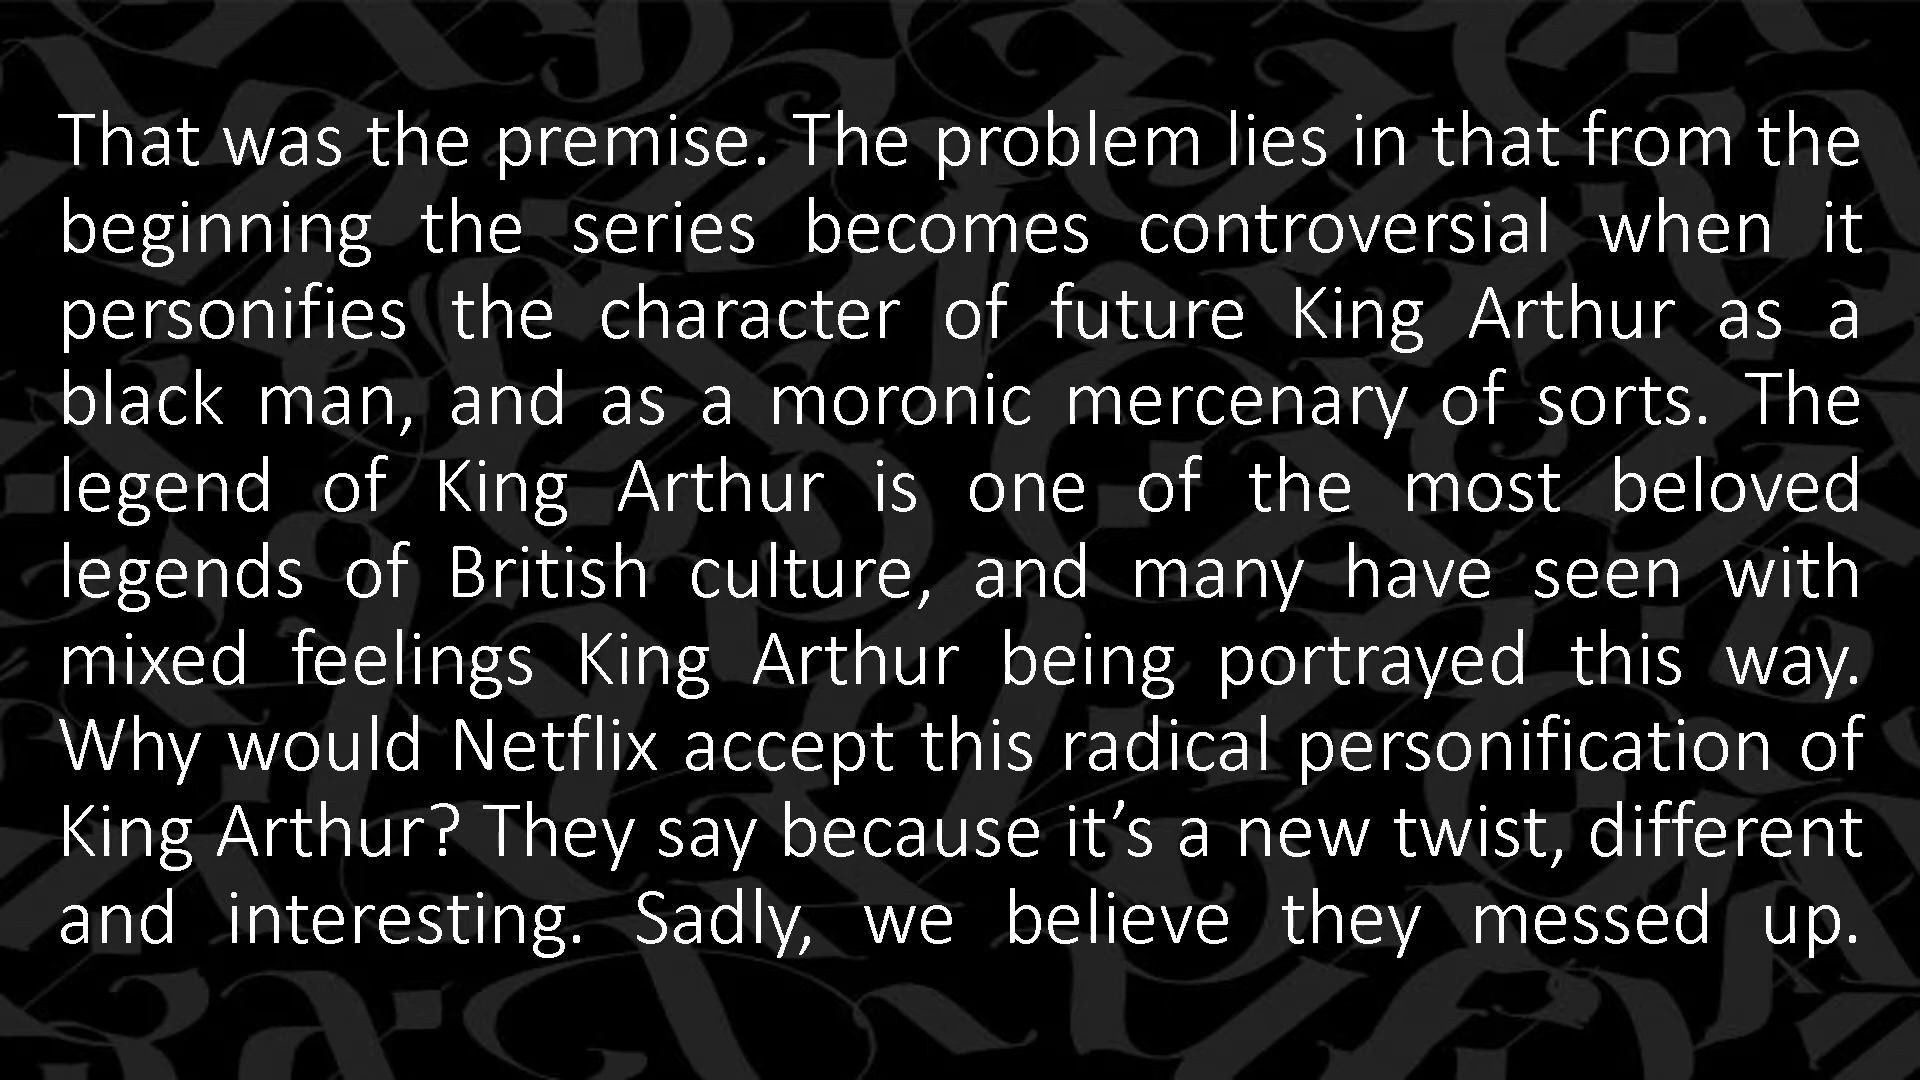 That was the premise. The problem lies in that from the
beginning the series becomes controversial when it
personifies the character of future King Arthur as a
black man, and as a moronic mercenary of sorts. The
legend of King Arthur is one of the most beloved
legends of British culture, and many have seen with
mixed feelings King Arthur being portrayed this way.
Why would Netflix accept this radical personification of
King Arthur? They say because it’s a new twist, different
and interesting. Sadly, we believe they messed up.